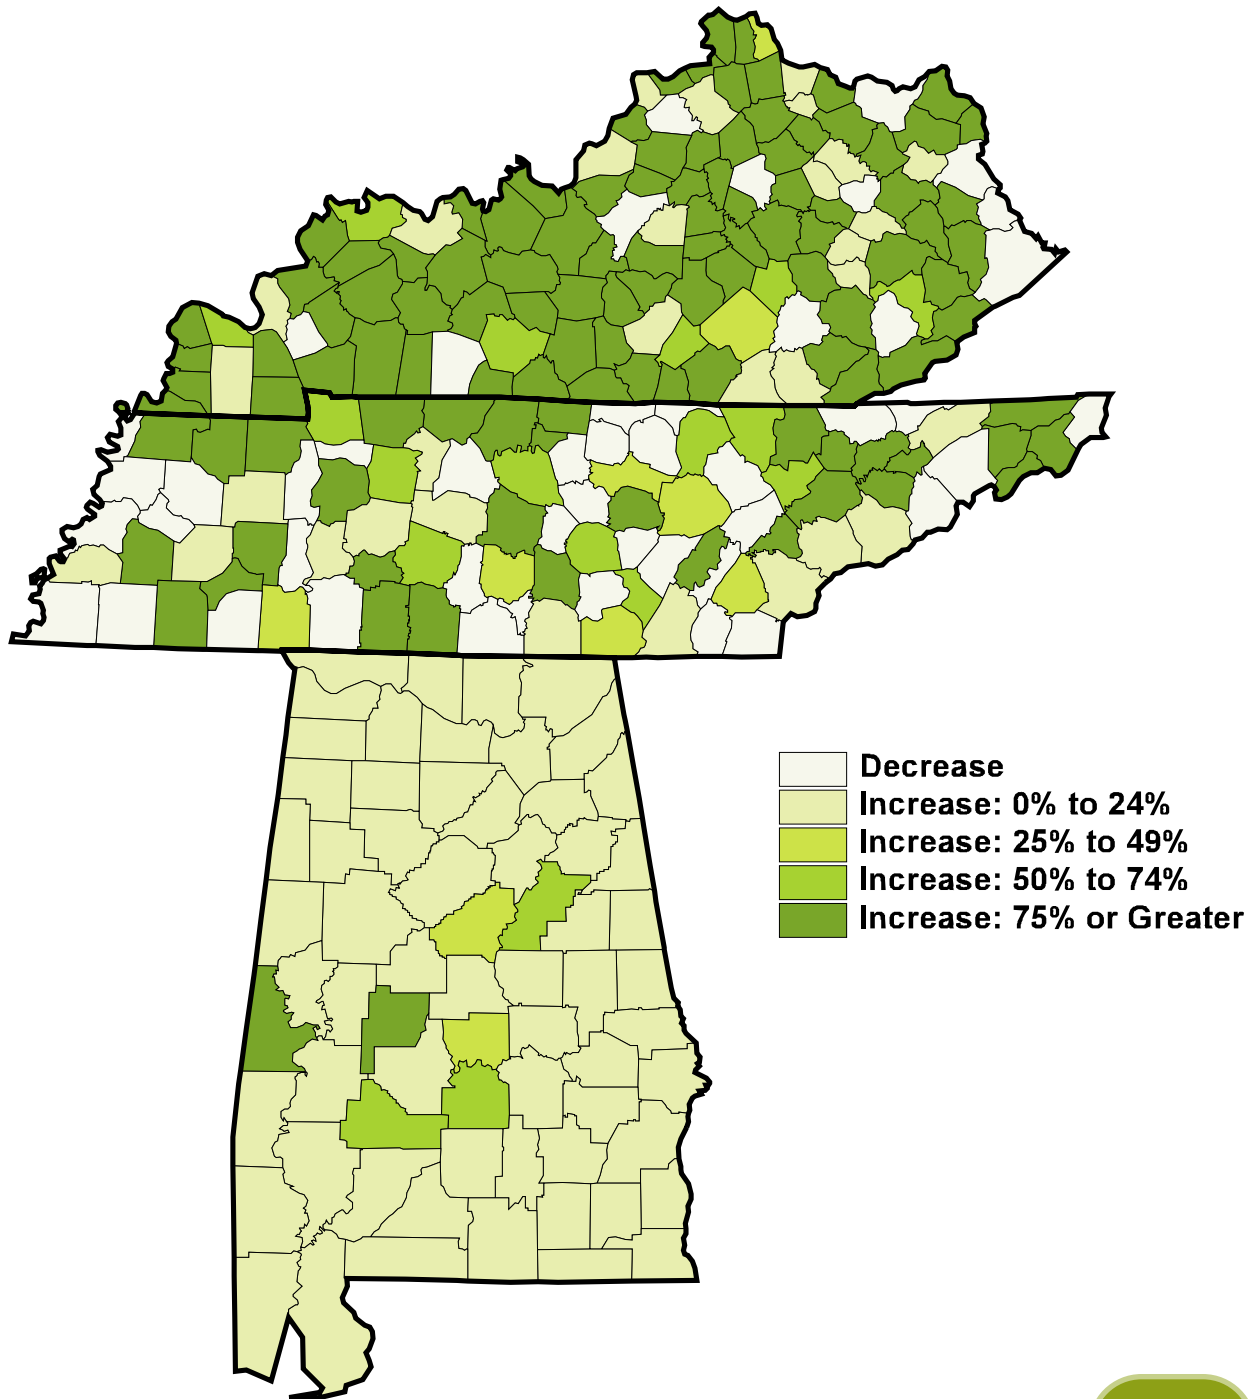 Decrease
Increase: 0% to 24%
Increase: 25% to 49%
Increase: 50% to 74%
Increase: 75% or Greater